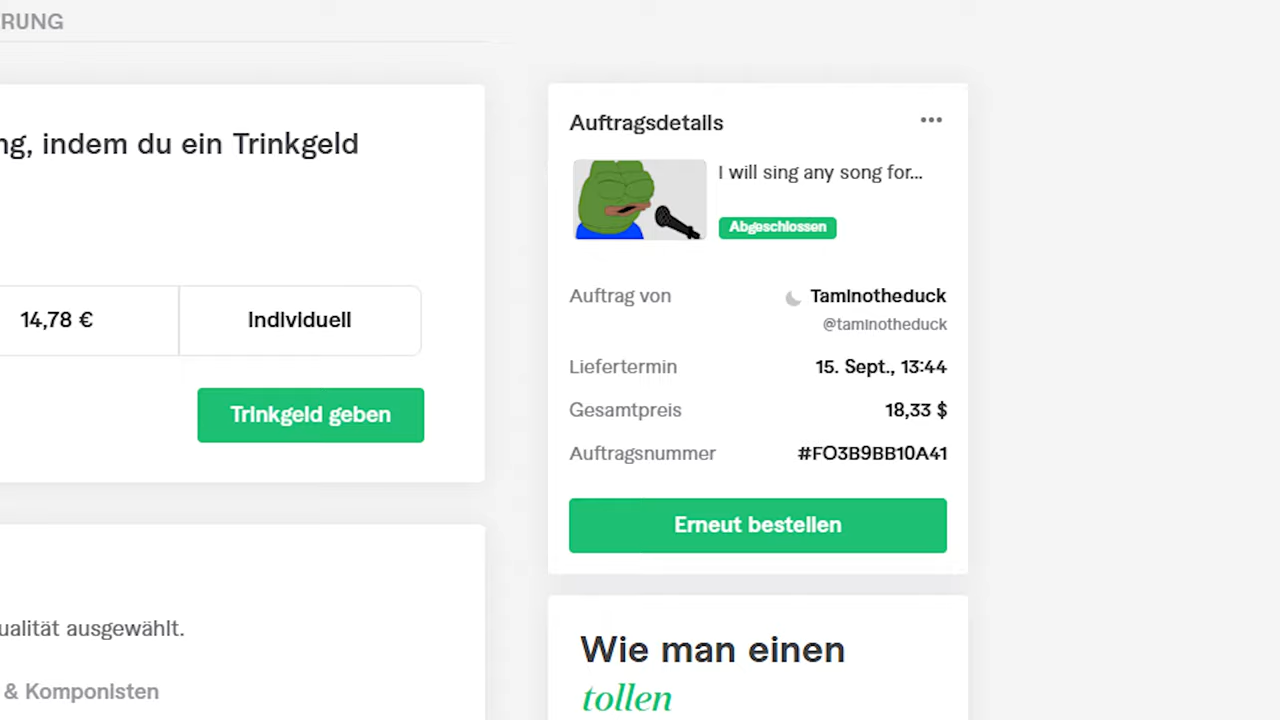 RUNG
ng, indem du ein Trinkgeld
14,78 €
Individuell
Trinkgeld geben
ualität ausgewählt.
& Komponisten
Auftragsdetails
I will sing any song for...
Abgeschlossen
Auftrag von
Taminotheduck
@taminotheduck
Liefertermin
15. Sept., 13:44
Gesamtpreis
18,33 $
Auftragsnummer
#FO3B9BB10A41
Erneut bestellen
Wie man einen
tollen